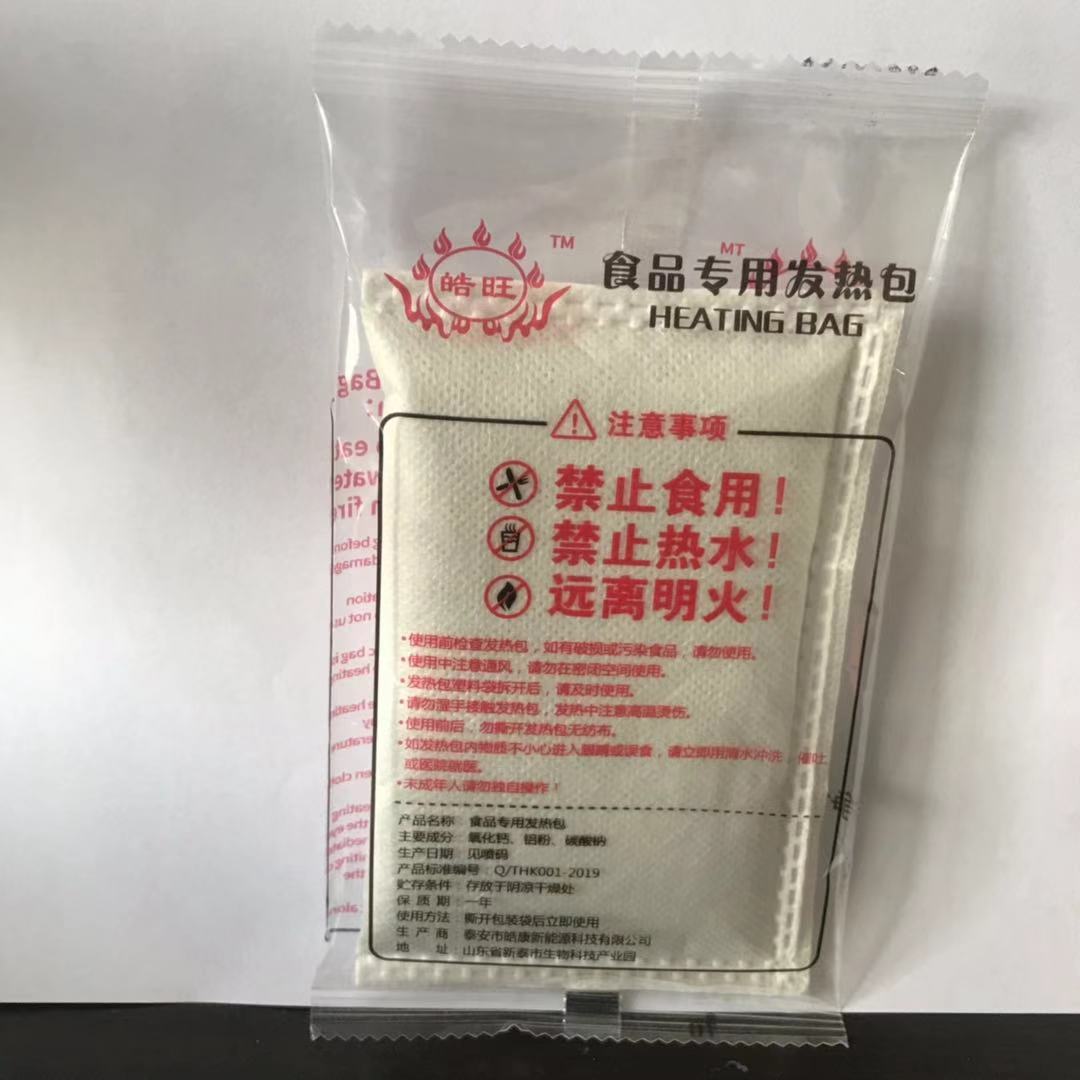 皓旺
TM
食品专用发热包
HEATING BAG
注意事项
禁止食用!
禁止热水!
远离明火!
·使用前检查发热包,如有破损或污染食品,请勿使用。
·使用中注意通风,请勿在密闭空间使用。
·发热包塑料袋拆开后,请及时使用。
·请勿湿手接触发热包,发热中注意高温烫伤。
·使用前后,勿撕开发热包无纺布。
·如发热包内物质不小心进入眼睛或误食,请立即用清水冲洗,催吐
或医院就医。
·未成年人请勿独自操作!
产品名称:食品专用发热包
主要成分:氧化钙、铝粉、碳酸钠
生产日期:见喷码
产品标准编号:Q/THK001-2019
贮存条件:存放于阴凉干燥处
保 质 期:一年
使用方法:撕开包装袋后立即使用
生 产 商:泰安市皓康新能源科技有限公司
地 址:山东省新泰市生物科技产业园